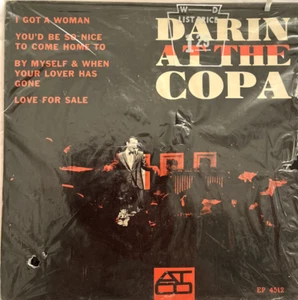 I GOT A WOMAN
YOU'D BE SO NICE
TO COME HOME TO
BY MYSELF & WHEN
YOUR LOVER HAS
GONE
LOVE FOR SALE
W D
LIST PRICE
DARIN
AT THE
COPA
ATCO
EP 4512